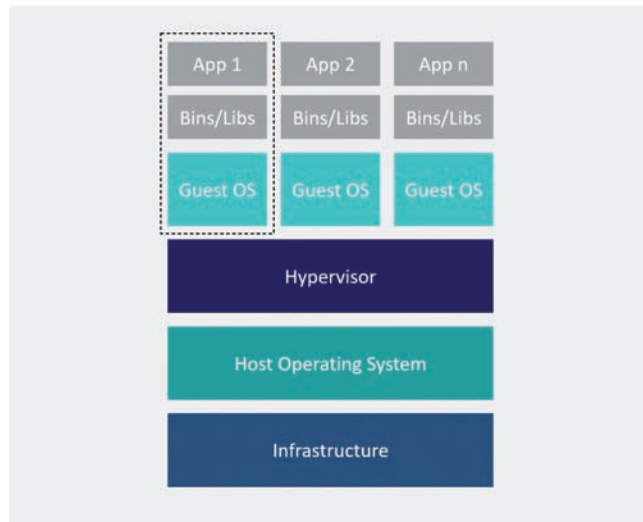 App 1 App 2 App n
Bins/Libs Bins/Libs Bins/Libs
Guest OS Guest OS Guest OS
Hypervisor
Host Operating System
Infrastructure